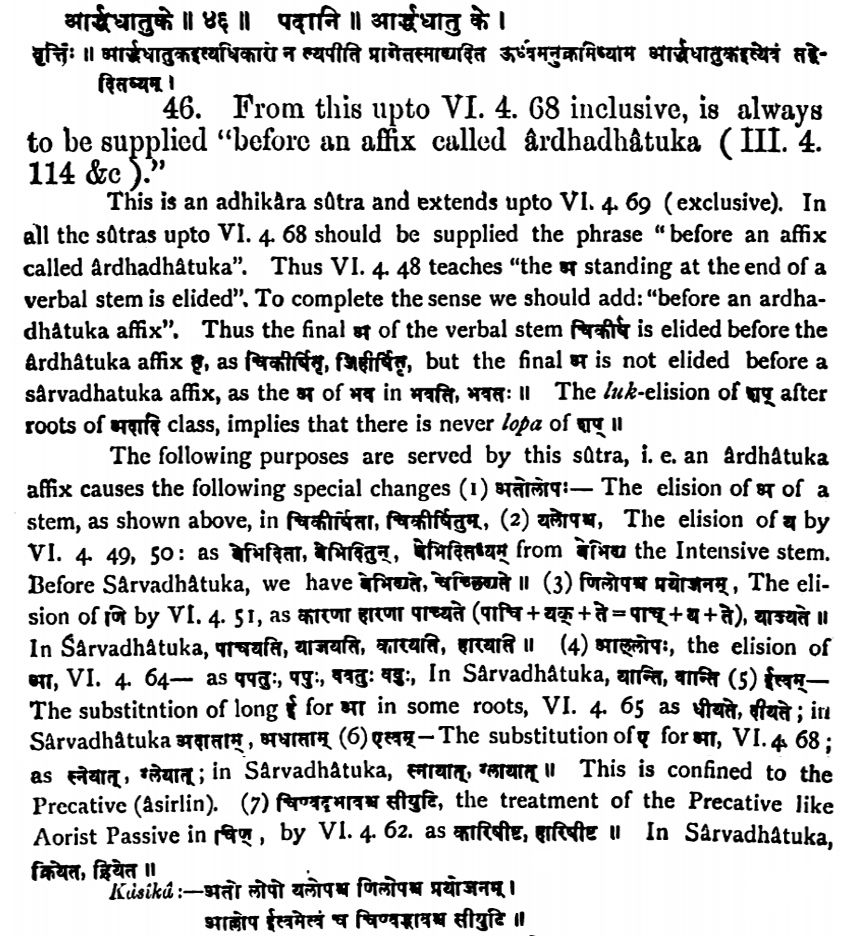 आर्द्धधातुके ॥ ४६ ॥ पदानि ॥ आर्द्धधातु के ।
वृत्तिः ॥ आर्द्धधातुकइत्यधिकारो न ल्यपीति प्रागेतस्माद्यदित ऊर्ध्वमनुक्रमिष्याम आर्द्धधातुकइत्येवं तद्वे-
दितव्यम् ।
46. From this upto VI. 4. 68 inclusive, is always
to be supplied “before an affix called ârdhadhâtuka ( III. 4.
114 &c ).”
This is an adhikâra sûtra and extends upto VI. 4. 69 ( exclusive). In
all the sûtras upto VI. 4. 68 should be supplied the phrase “ before an affix
called ârdhadhâtuka”. Thus VI. 4. 48 teaches “the अ standing at the end of a
verbal stem is elided”. To complete the sense we should add: “before an ardha-
dhâtuka affix”. Thus the final अ of the verbal stem चिकीर्ष is elided before the
ârdhâtuka affix तृ, as चिकीर्षितृ, जिहीर्षितृ, but the final अ is not elided before a
sârvadhatuka affix, as the अ of भव in भवति, भवतः ॥ The luk-elision of शप् after
roots of अदादि class, implies that there is never lopa of शप् ॥
The following purposes are served by this sûtra, i. e. an ârdhâtuka
affix causes the following special changes (1) अतोलोपः— The elision of अ of a
stem, as shown above, in चिकीर्षिता, चिकीर्षितुम्, (2) यलोपश्च, The elision of य by
VI. 4. 49, 50: as बेभिदिता, बेभिदितुन्, बेभिदितव्यम् from बेभिद्य the Intensive stem.
Before Sârvadhâtuka, we have बेभिद्यते, चेच्छिद्यते ॥ (3) णिलोपश्च प्रयोजनम्, The eli-
sion of णि by VI. 4. 51, as कारणा हारणा पाच्यते (पाचि + यक् + ते = पाच् + य + ते), याज्यते ॥
In Sârvadhâtuka, पाचयति, याजयति, कारयति, हारयति ॥ (4) आल्लोपः, the elision of
आ, VI. 4. 64— as पपतुः, पपुः, ववतुः ववुः, In Sârvadhâtuka, यान्ति, वान्ति (5) ईत्वम्—
The substitntion of long ई for आ in some roots, VI. 4. 65 as धीयते, दीयते ; in
Sârvadhâtuka अदाताम्, अधाताम् (6) एत्वम् – The substitution of ए for आ, VI. 4. 68 ;
as स्नेयात्, ग्लेयात् ; in Sârvadhâtuka, स्नायात्, ग्लायात् ॥ This is confined to the
Precative (âsirlin). (7) चिण्वद्भावश्च सीयुटि, the treatment of the Precative like
Aorist Passive in चिण्, by VI. 4. 62. as कारिषीष्ट, हारिषीष्ट ॥ In Sârvadhâtuka,
क्रियेत, ह्रियेत ॥
Kâsikâ :—अतो लोपो यलोपश्च णिलोपश्च प्रयोजनम् ।
आल्लोप ईत्वमेत्वं च चिण्वद्भावश्च सीयुटि ॥